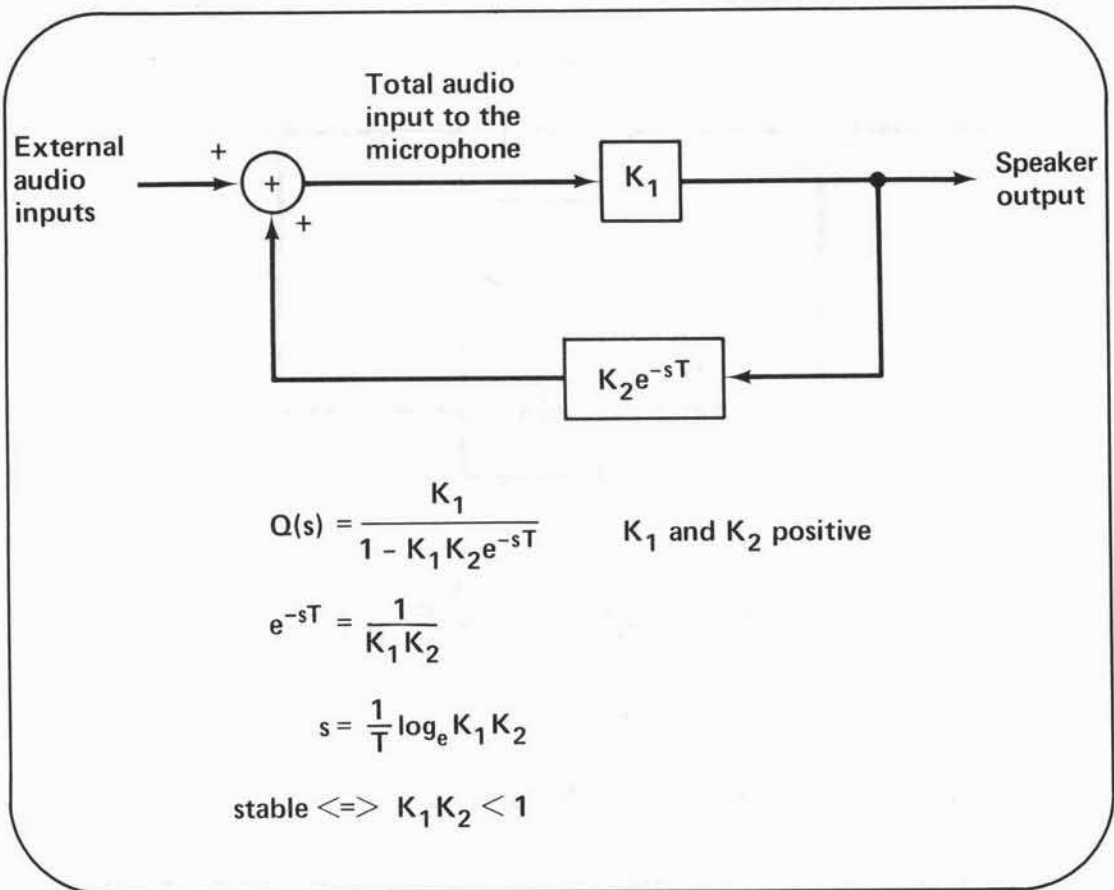 Total audio
input to the
microphone
External
audio
inputs
+
+
+
K₁
Speaker
output
K₂e⁻ˢᵀ
Q(s) = K₁ / (1 - K₁K₂e⁻ˢᵀ)    K₁ and K₂ positive
e⁻ˢᵀ = 1 / (K₁K₂)
s = 1/T logₑ K₁K₂
stable <=> K₁K₂ < 1